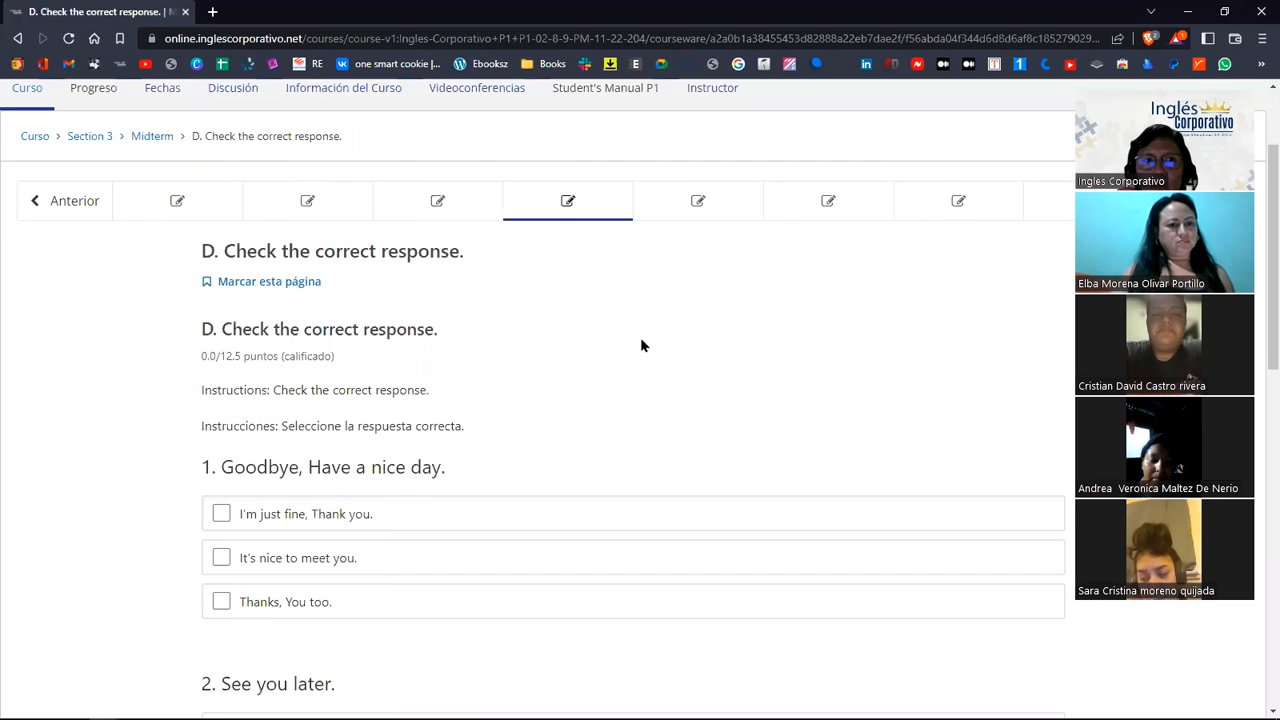 D. Check the correct response. |
online.inglescorporativo.net/courses/course-v1:Ingles-Corporativo+P1+P1-02-8-9-PM-11-22-204/courseware/a2a0b1a38455453d82888a22eb7dae2f/f56abda04f344d6d8d6af8c185279029...
RE
one smart cookie |...
Booksz
Books
Curso
Progreso
Fechas
Discusión
Información del Curso
Videoconferencias
Student's Manual P1
Instructor
Curso > Section 3 > Midterm > D. Check the correct response.
Anterior
D. Check the correct response.
Marcar esta página
D. Check the correct response.
0.0/12.5 puntos (calificado)
Instructions: Check the correct response.
Instrucciones: Seleccione la respuesta correcta.
1. Goodbye, Have a nice day.
I'm just fine, Thank you.
It's nice to meet you.
Thanks, You too.
2. See you later.
Inglés
Corporativo
Ingles Corporativo
Elba Morena Olivar Portillo
Cristian David Castro rivera
Andrea Veronica Maltez De Nerio
Sara Cristina moreno quijada